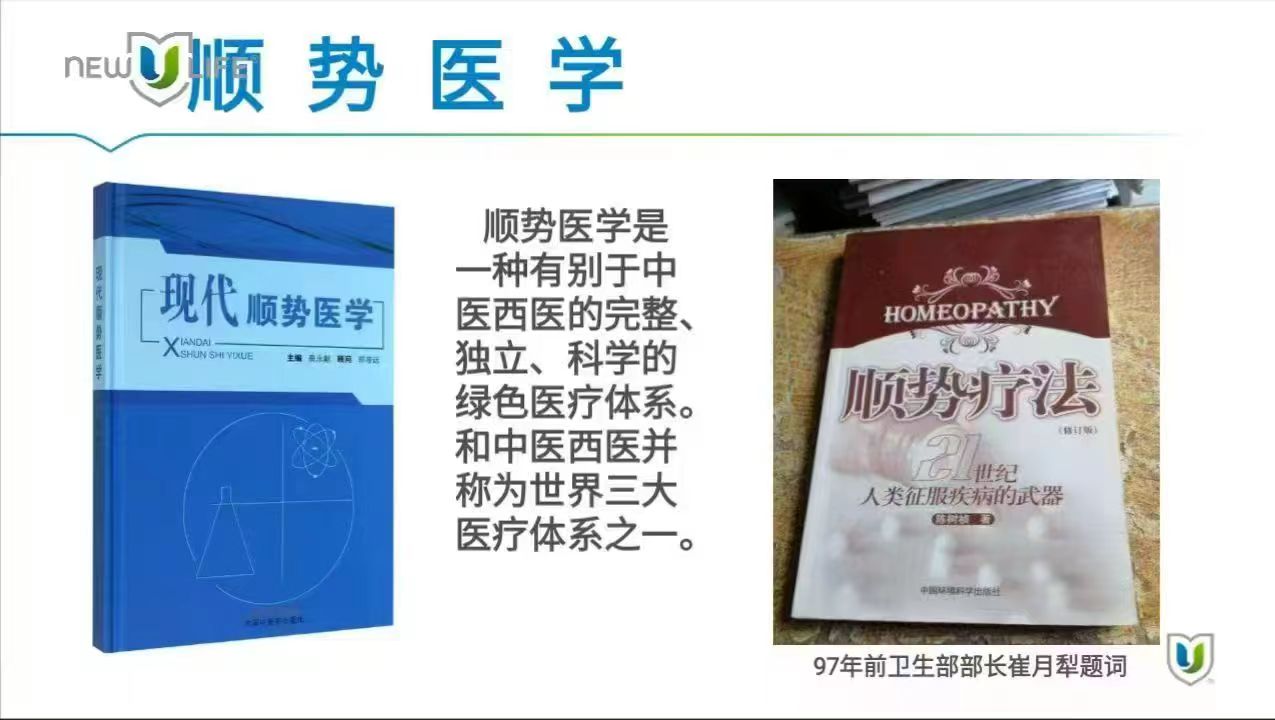 NEW LIFE
顺势医学
现代顺势医学
XIANDAI
SHUN SHI YIXUE
主编 顾问
现代顺势医学
顺势医学是
一种有别于中
医西医的完整、
独立、科学的
绿色医疗体系。
和中医西医并
称为世界三大
医疗体系之一。
HOMEOPATHY
顺势疗法
(修订版)
21世纪
人类征服疾病的武器
著
中国环境科学出版社
97年前卫生部部长崔月犁题词